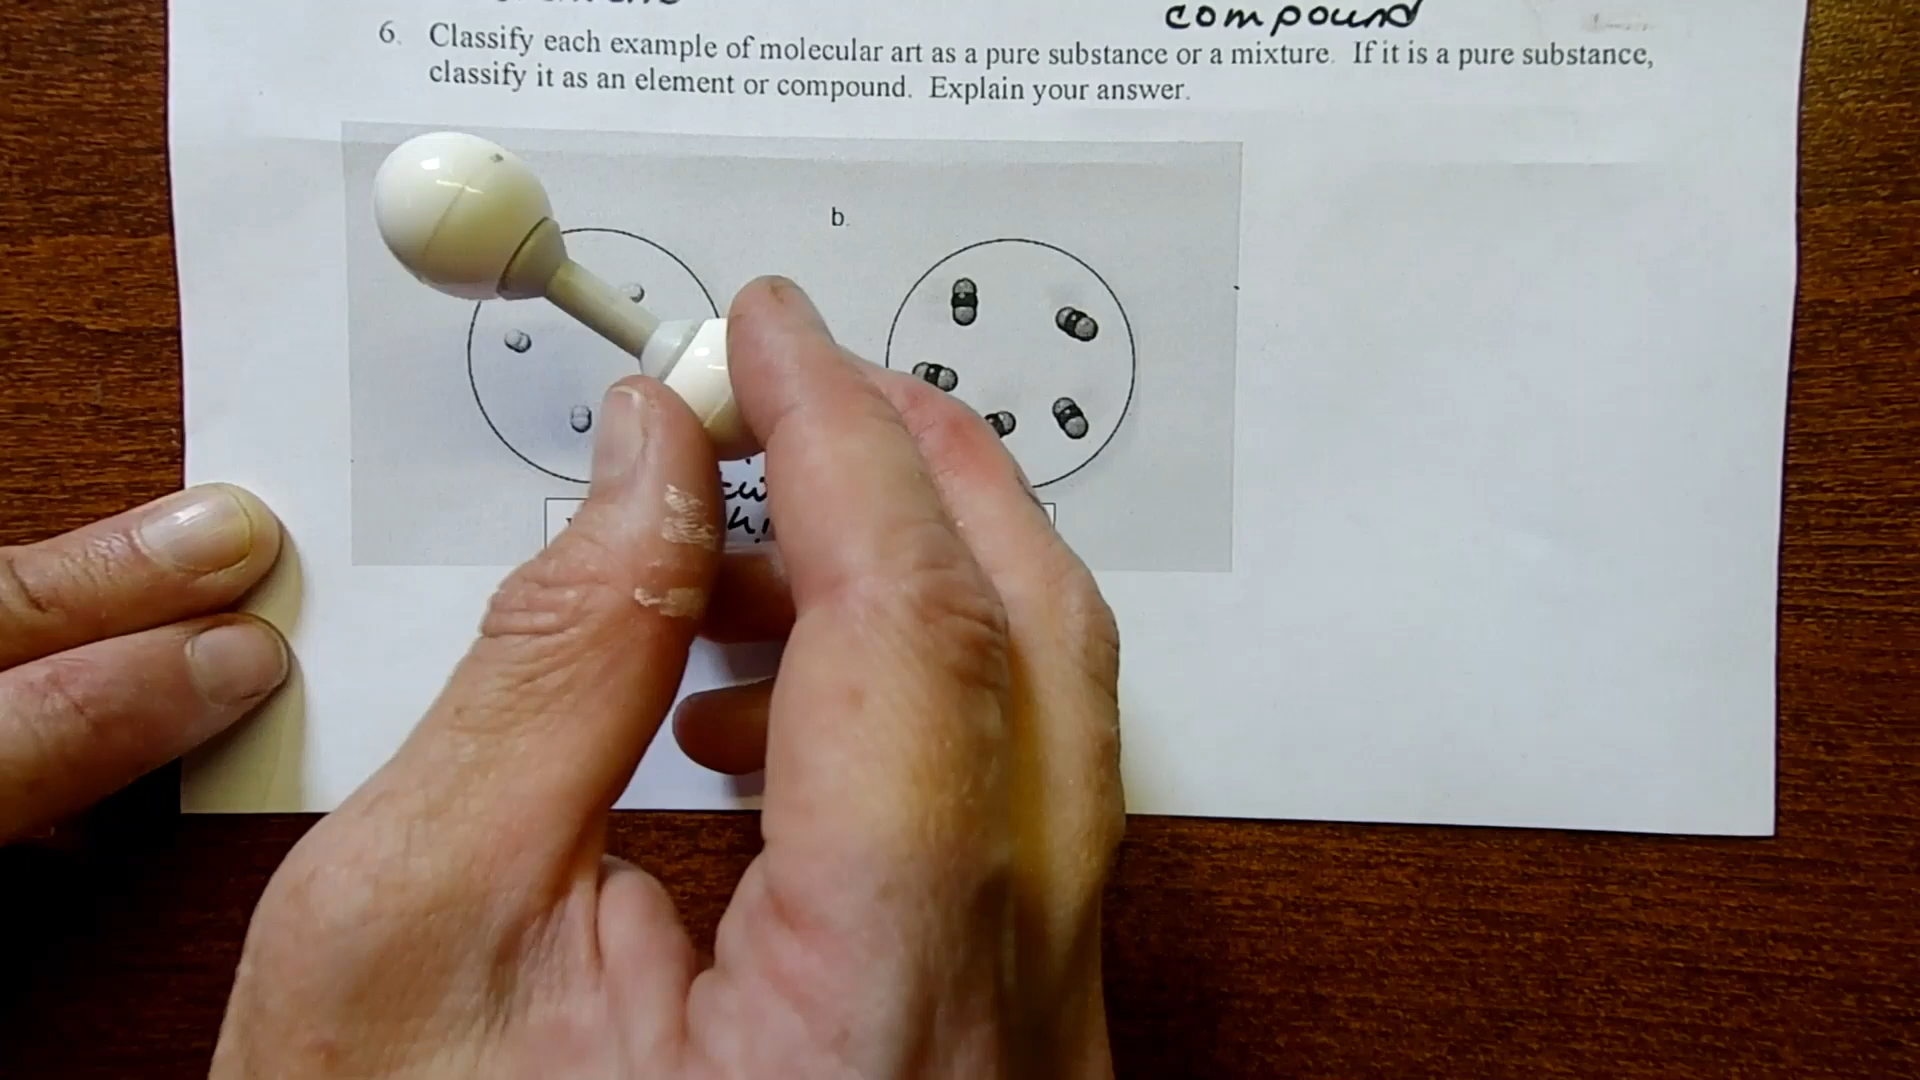 compound
6. Classify each example of molecular art as a pure substance or a mixture. If it is a pure substance,
classify it as an element or compound. Explain your answer.
b.